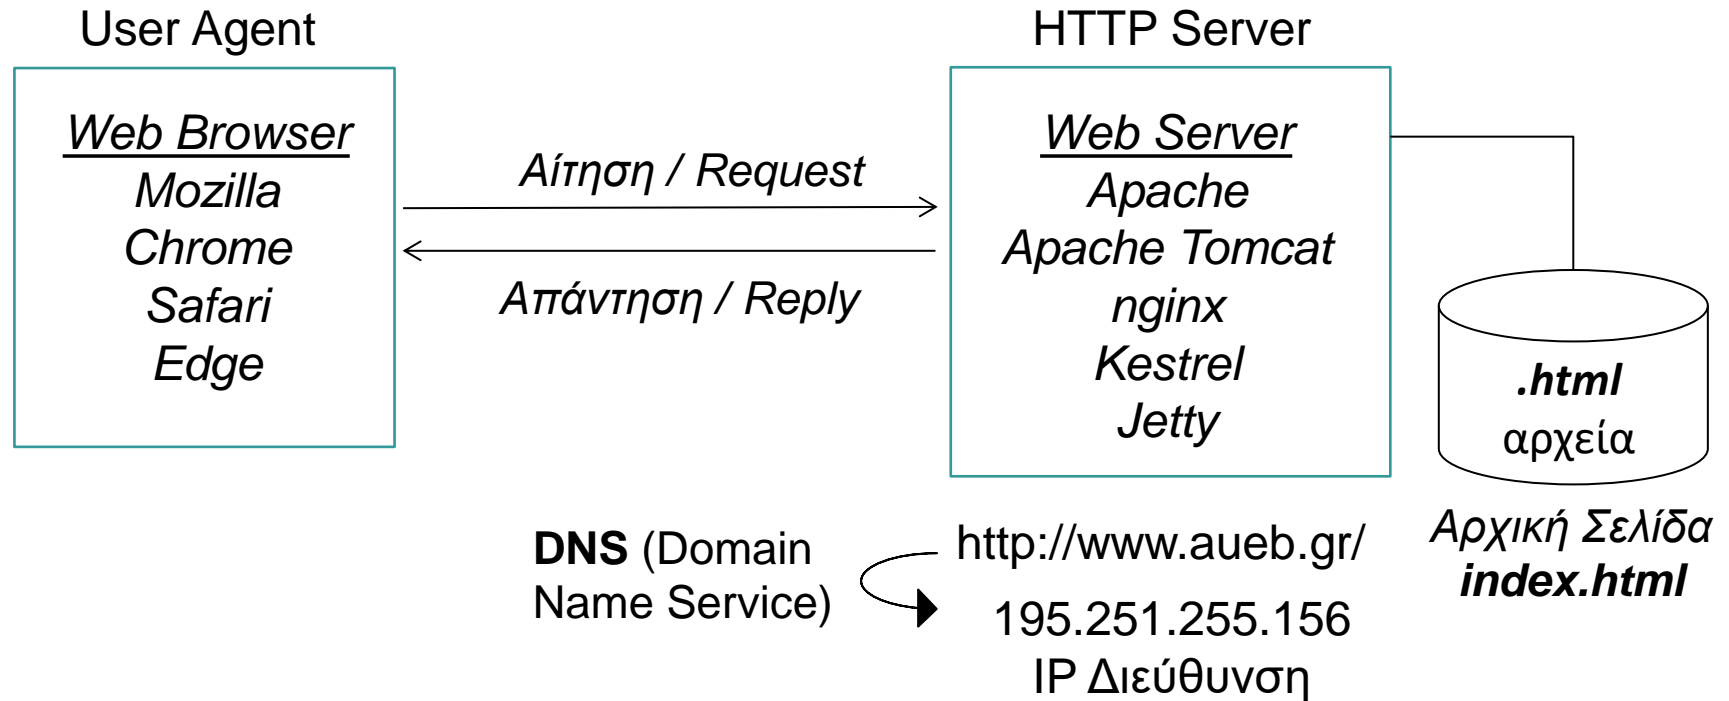 User Agent
Web Browser
Mozilla
Chrome
Safari
Edge
Αίτηση / Request
Απάντηση / Reply
HTTP Server
Web Server
Apache
Apache Tomcat
nginx
Kestrel
Jetty
.html
αρχεία
Αρχική Σελίδα
index.html
DNS (Domain
Name Service)
http://www.aueb.gr/
195.251.255.156
IP Διεύθυνση